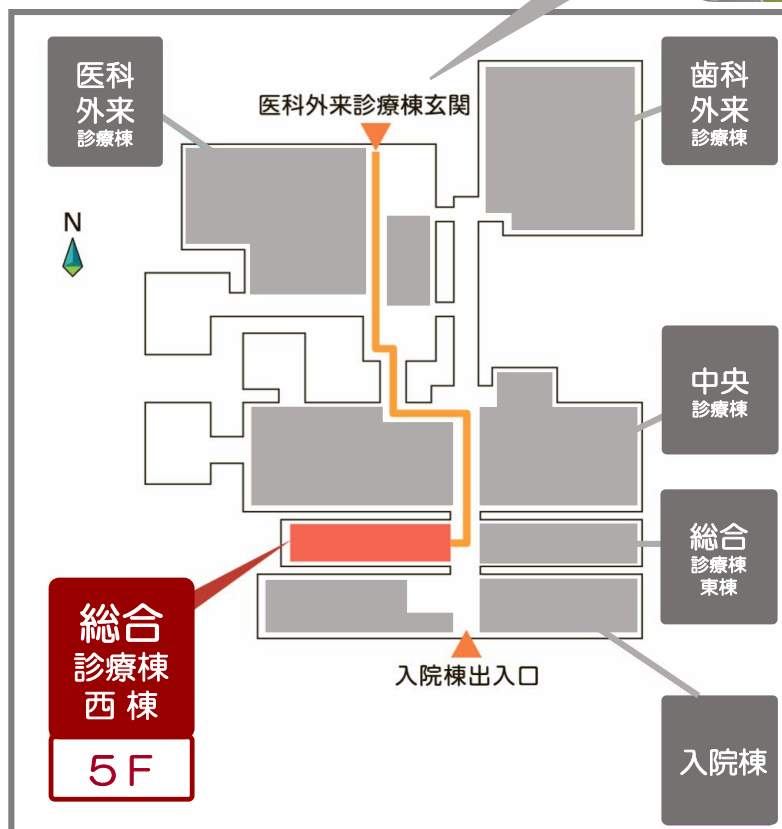 医科
外来
診療棟
医科外来診療棟玄関
歯科
外来
診療棟
N
中央
診療棟
総合
診療棟
東棟
総合
診療棟
西棟
5F
入院棟出入口
入院棟